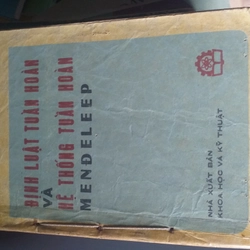 ĐỊNH LUẬT TUẦN HOÀN
VÀ
HỆ THỐNG TUẦN HOÀN
MENDELEEP
NHÀ XUẤT BẢN
KHOA HỌC VÀ KỸ THUẬT